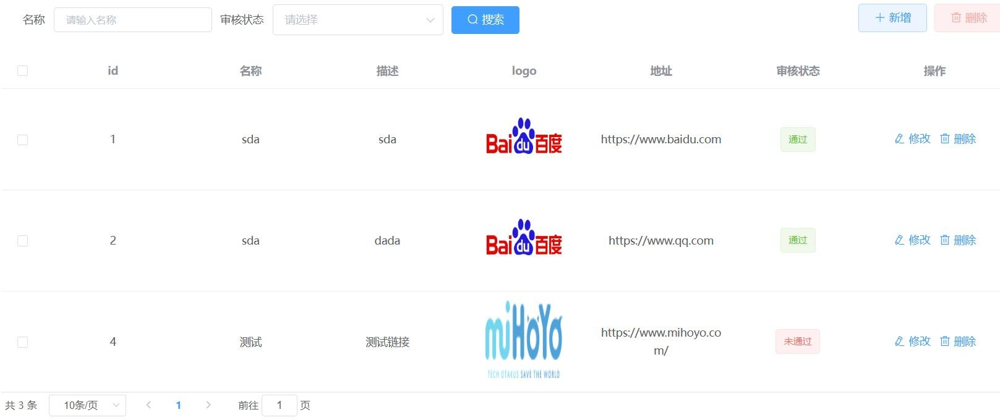 名称 请输入名称 审核状态 请选择 搜索 新增 删除
id 名称 描述 logo 地址 审核状态 操作
1 sda sda Baidu百度 https://www.baidu.com 通过 修改 删除
2 sda dada Baidu百度 https://www.qq.com 通过 修改 删除
4 测试 测试链接 miHoYo TECH OTAKUS SAVE THE WORLD https://www.mihoyo.co
m/ 未通过 修改 删除
共 3 条 10条/页 1 前往 1 页